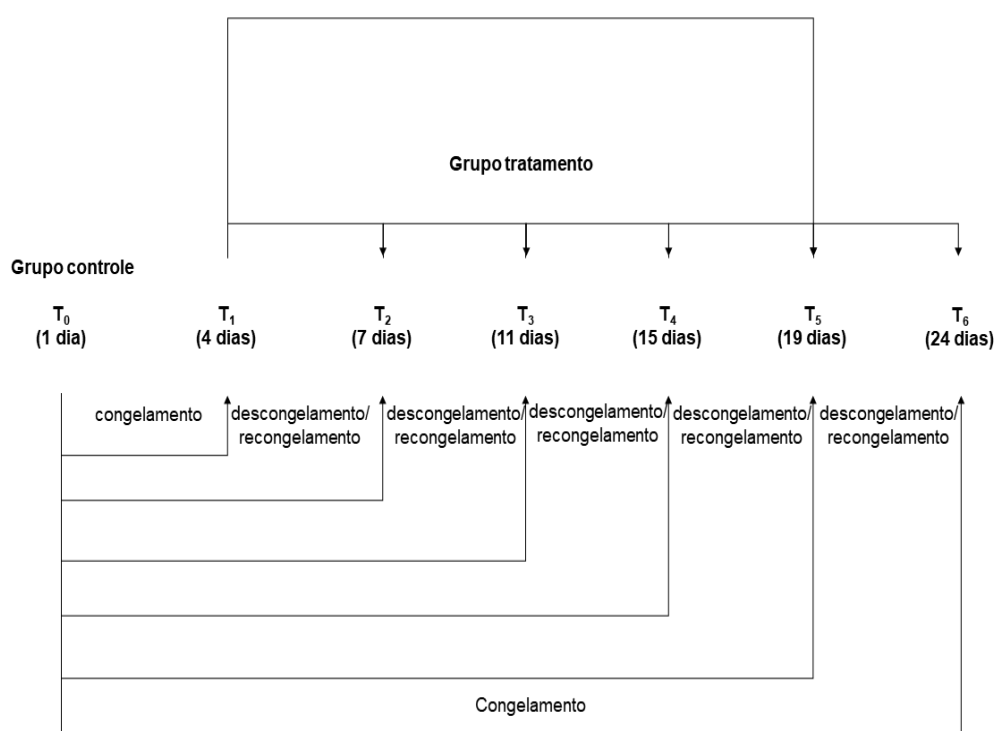 Grupo tratamento
Grupo controle
T₀
(1 dia)
T₁
(4 dias)
T₂
(7 dias)
T₃
(11 dias)
T₄
(15 dias)
T₅
(19 dias)
T₆
(24 dias)
congelamento
descongelamento/
recongelamento
descongelamento/
recongelamento
descongelamento/
recongelamento
descongelamento/
recongelamento
descongelamento/
recongelamento
Congelamento